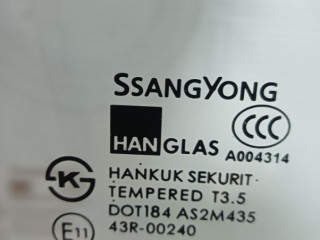 SSANGYONG
HANGLAS
CCC
A004314
K
HANKUK SEKURIT·
TEMPERED T3.5
DOT184 AS2M435
E11 43R-00240